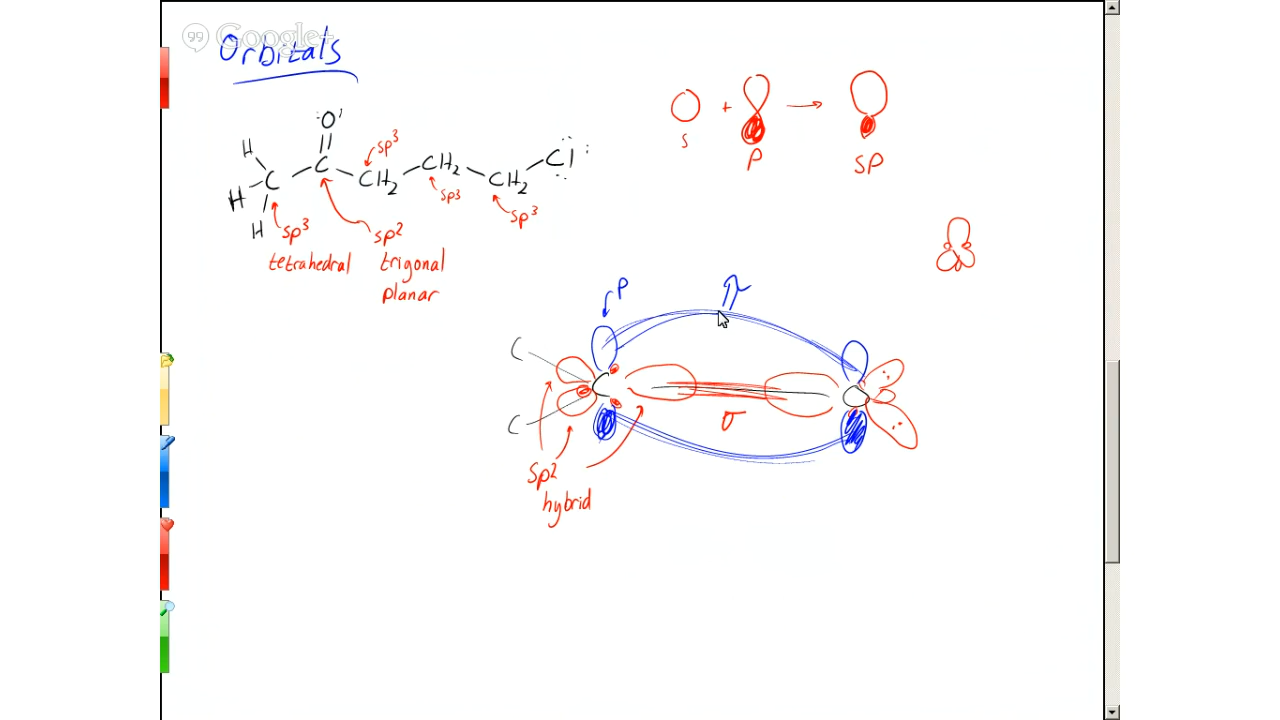 Google+
Orbitals
:O:
H
C
C
H
H
CH2
CH2
CH2
Cl
sp3
sp3
sp3
sp3
tetrahedral
sp2
trigonal
planar
s
+
P
→
SP
P
π
C
C
C
O
σ
Sp2
hybrid